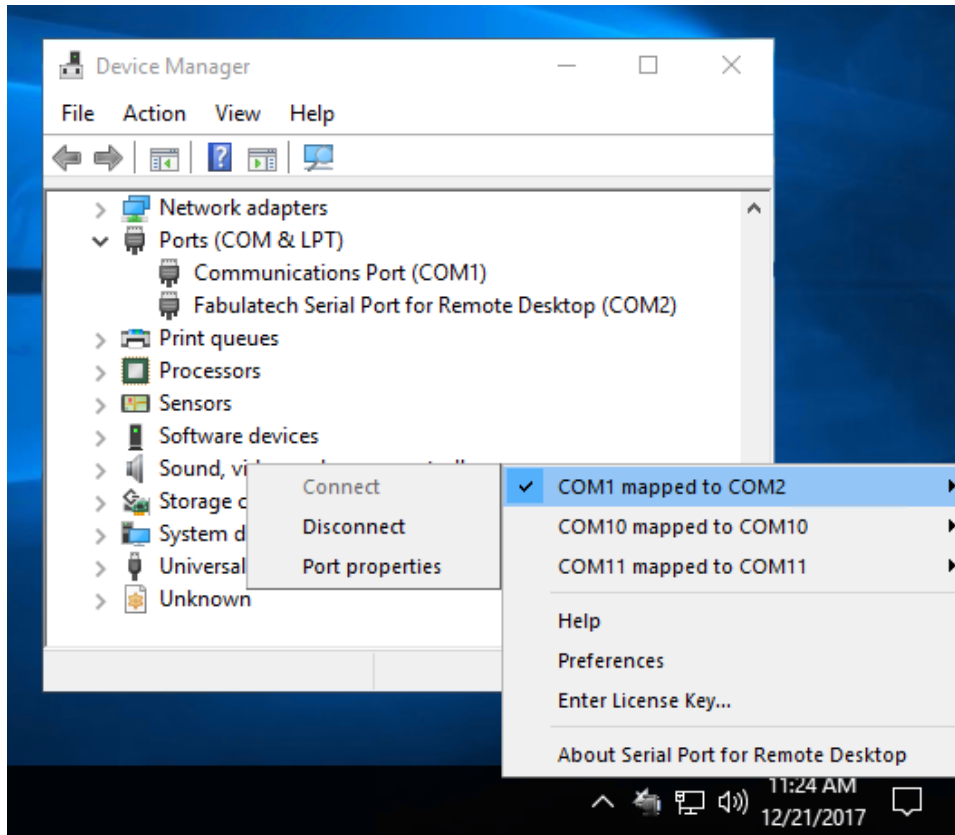 Device Manager
File Action View Help
Network adapters
Ports (COM & LPT)
Communications Port (COM1)
Fabulatech Serial Port for Remote Desktop (COM2)
Print queues
Processors
Sensors
Software devices
Sound,
Storage
System
Universal
Unknown
Connect
Disconnect
Port properties
COM1 mapped to COM2
COM10 mapped to COM10
COM11 mapped to COM11
Help
Preferences
Enter License Key...
About Serial Port for Remote Desktop
11:24 AM
12/21/2017